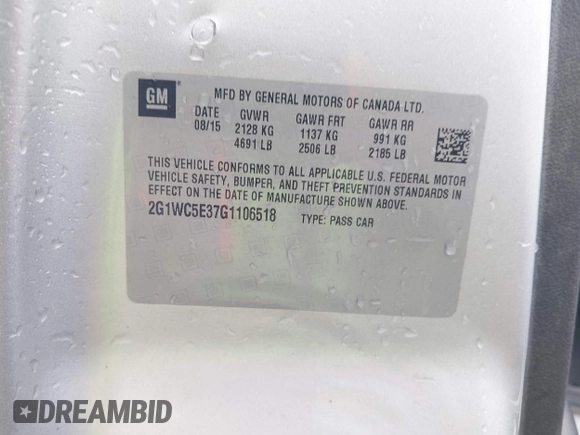 GM
MFD BY GENERAL MOTORS OF CANADA LTD.
DATE GVWR GAWR FRT GAWR RR
08/15 2128 KG 1137 KG 991 KG
4691 LB 2506 LB 2185 LB
THIS VEHICLE CONFORMS TO ALL APPLICABLE U.S. FEDERAL MOTOR
VEHICLE SAFETY, BUMPER, AND THEFT PREVENTION STANDARDS IN
EFFECT ON THE DATE OF MANUFACTURE SHOWN ABOVE.
2G1WC5E37G1106518 TYPE: PASS CAR
DREAMBID